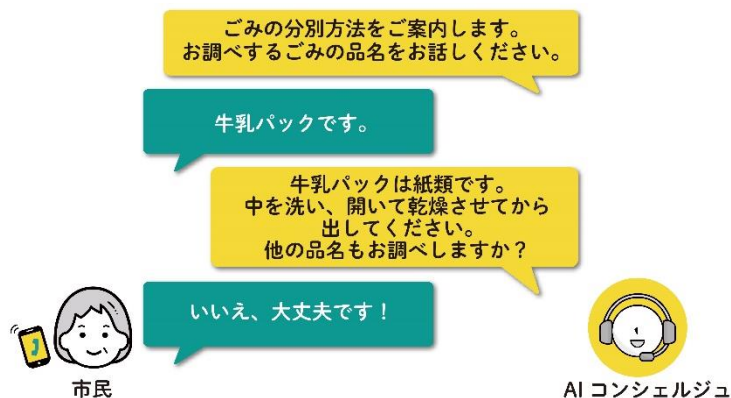 ごみの分別方法をご案内します。
お調べするごみの品名をお話しください。
牛乳パックです。
牛乳パックは紙類です。
中を洗い、開いて乾燥させてから
出してください。
他の品名もお調べしますか？
いいえ、大丈夫です！
市民
AI コンシェルジュ